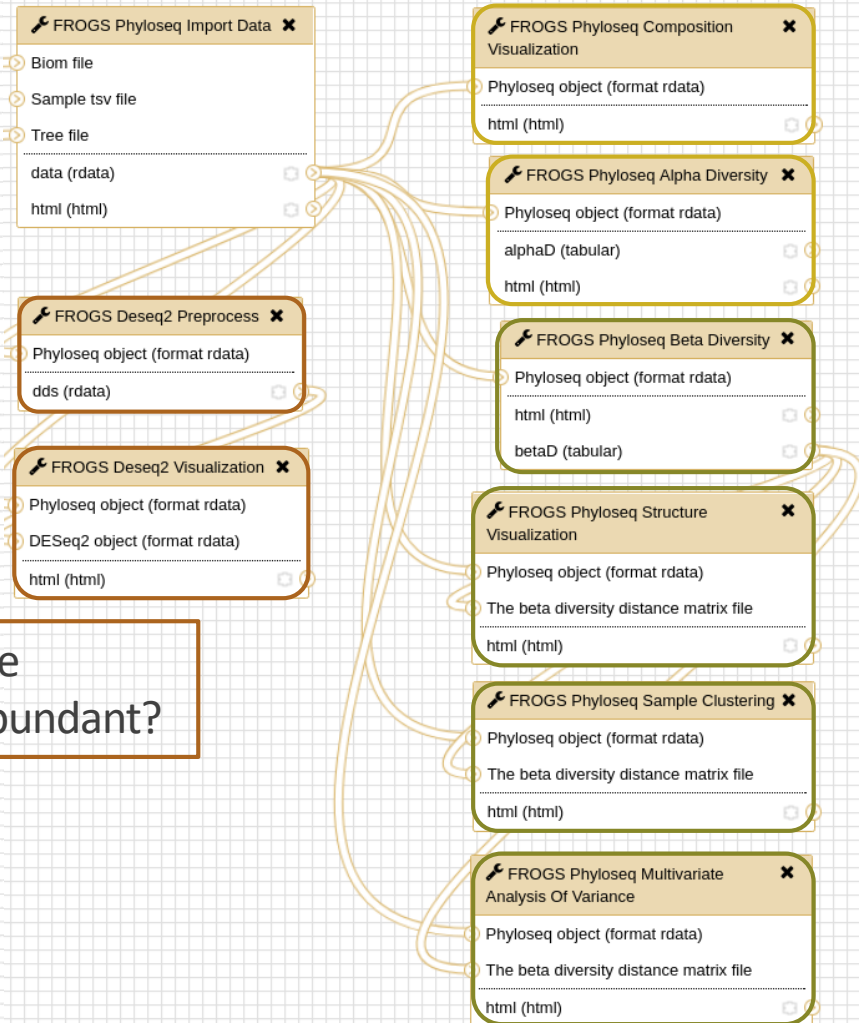 FROGS Phyloseq Import Data
Biom file
Sample tsv file
Tree file
data (rdata)
html (html)
FROGS Deseq2 Preprocess
Phyloseq object (format rdata)
dds (rdata)
FROGS Deseq2 Visualization
Phyloseq object (format rdata)
DESeq2 object (format rdata)
html (html)
FROGS Phyloseq Composition
Visualization
Phyloseq object (format rdata)
html (html)
FROGS Phyloseq Alpha Diversity
Phyloseq object (format rdata)
alphaD (tabular)
html (html)
FROGS Phyloseq Beta Diversity
Phyloseq object (format rdata)
html (html)
betaD (tabular)
FROGS Phyloseq Structure
Visualization
Phyloseq object (format rdata)
The beta diversity distance matrix file
html (html)
FROGS Phyloseq Sample Clustering
Phyloseq object (format rdata)
The beta diversity distance matrix file
html (html)
FROGS Phyloseq Multivariate
Analysis Of Variance
Phyloseq object (format rdata)
The beta diversity distance matrix file
html (html)